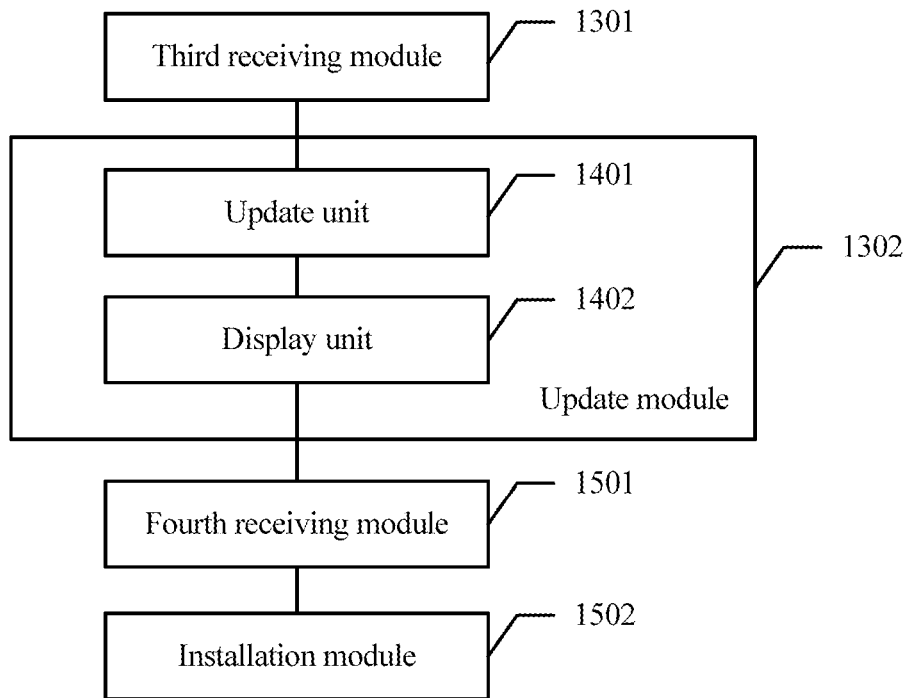 Third receiving module
1301
Update unit
1401
1302
Display unit
1402
Update module
Fourth receiving module
1501
Installation module
1502